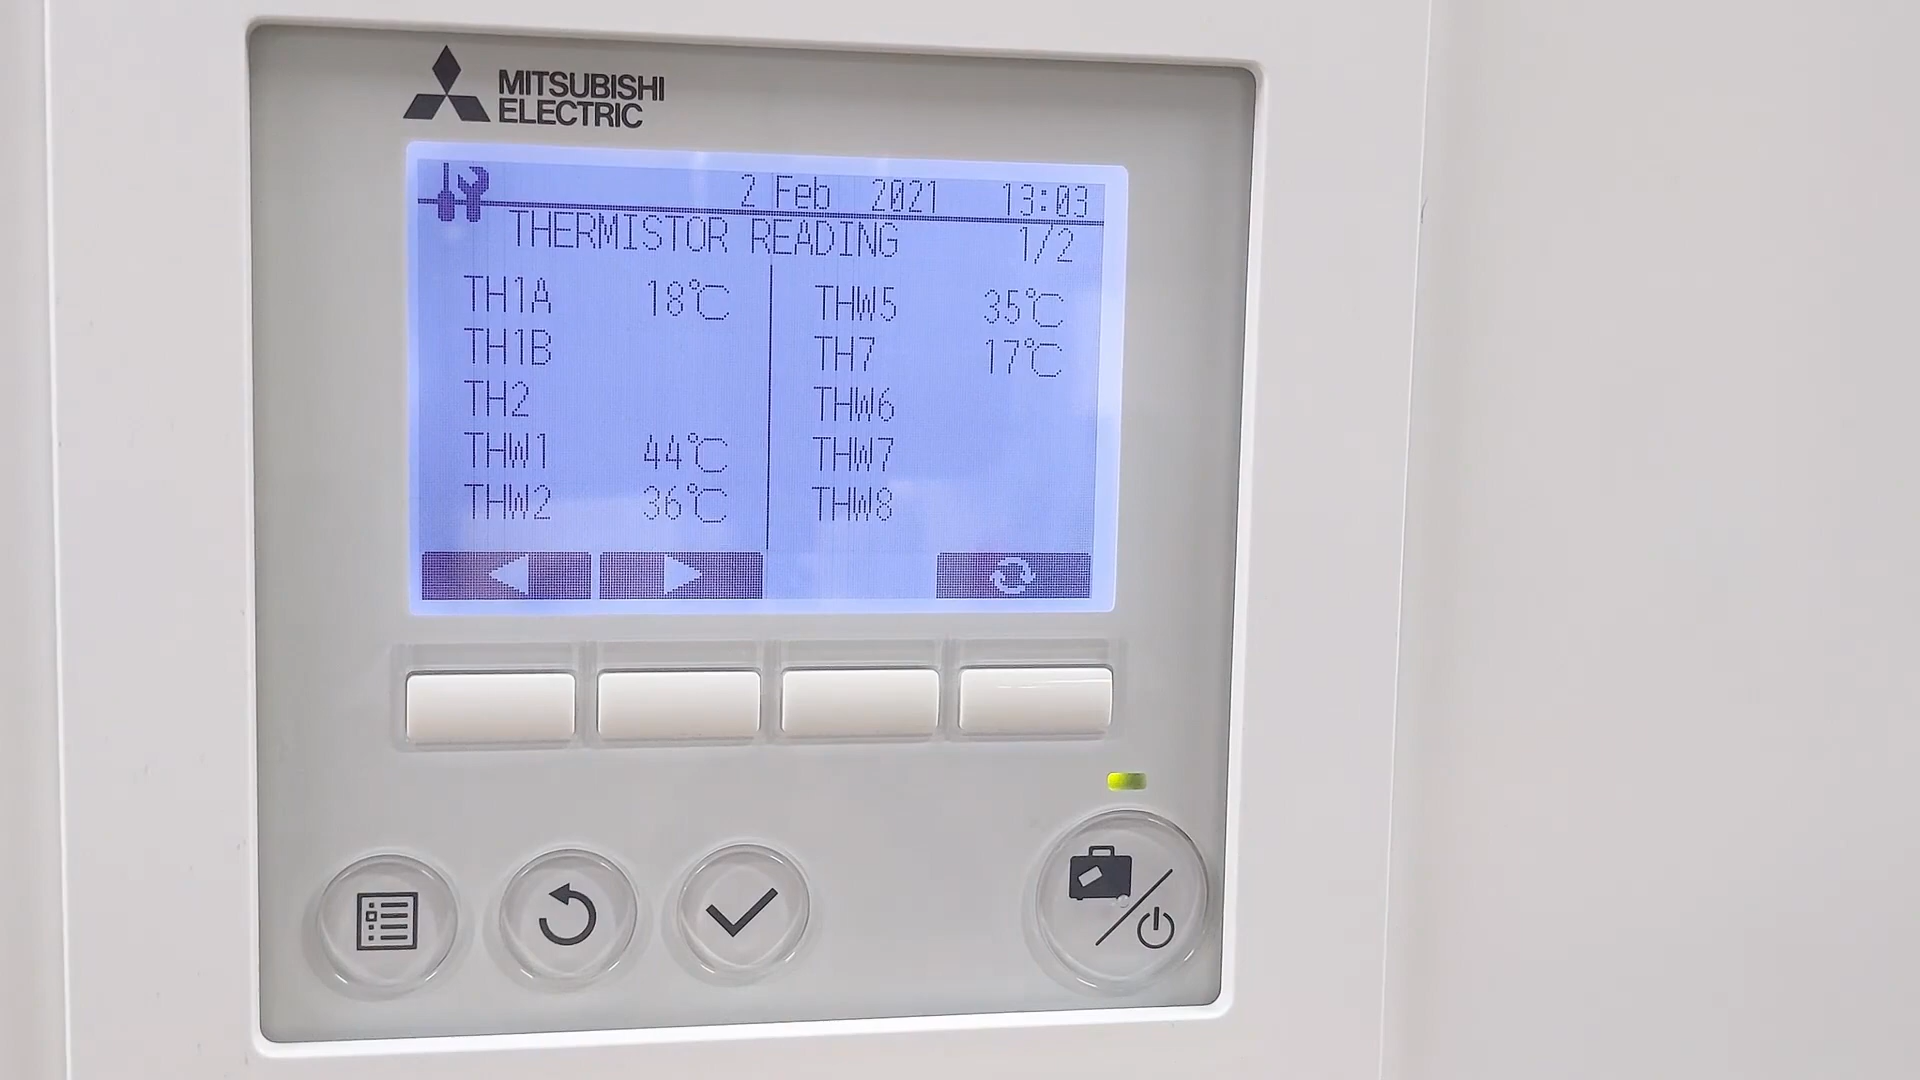 MITSUBISHI
ELECTRIC
2 Feb 2021 13:03
THERMISTOR READING 1/2
TH1A 18℃
TH1B
TH2
THW1 44℃
THW2 36℃
THW5 35℃
TH7 17℃
THW6
THW7
THW8